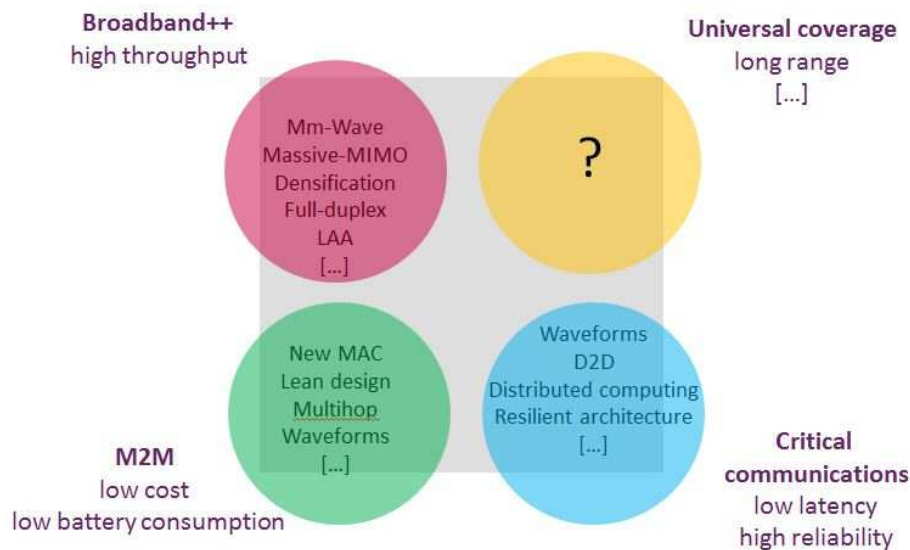 Broadband++
high throughput
Universal coverage
long range
[...]
Mm-Wave
Massive-MIMO
Densification
Full-duplex
LAA
[...]
?
New MAC
Lean design
Multihop
Waveforms
[...]
Waveforms
D2D
Distributed computing
Resilient architecture
[...]
M2M
low cost
low battery consumption
Critical
communications
low latency
high reliability